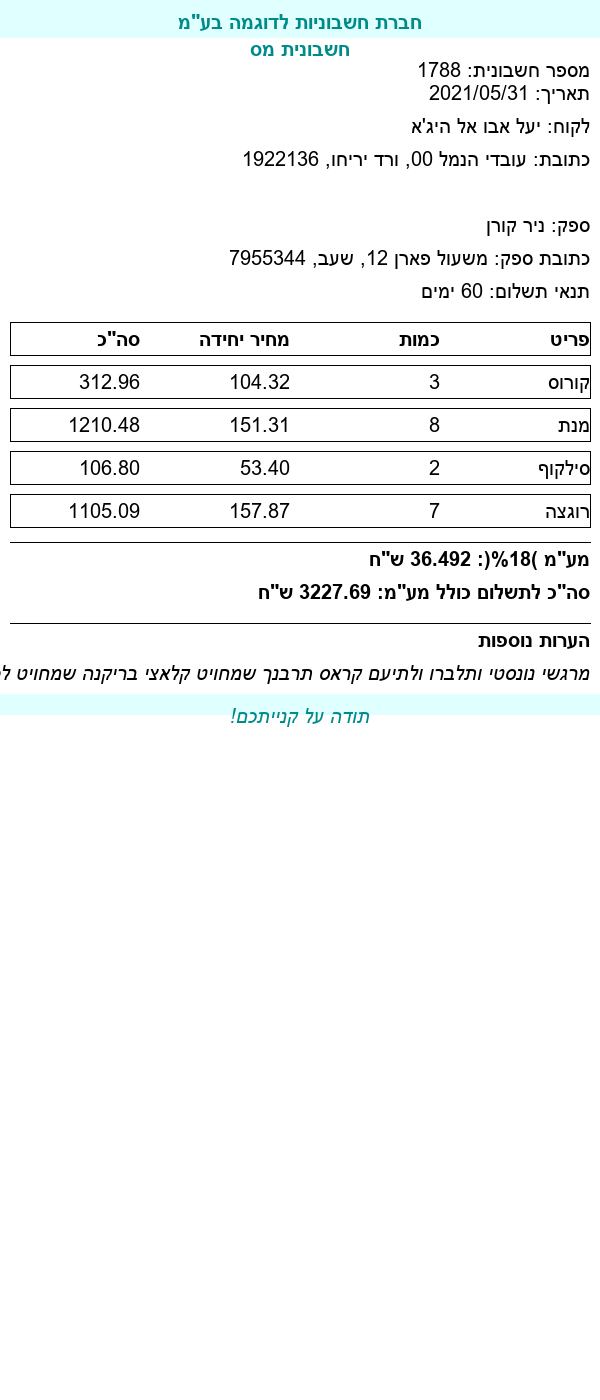 חברת חשבוניות לדוגמה בע"מ
חשבונית מס
מספר חשבונית: 1788
תאריך: 2021/05/31
לקוח: יעל אבו אל היג'א
כתובת: עובדי הנמל 00, ורד יריחו, 1922136
ספק: ניר קורן
כתובת ספק: משעול פארן 12, שעב, 7955344
תנאי תשלום: 60 ימים
פריט כמות מחיר יחידה סה"כ
קורוס 3 104.32 312.96
מנת 8 151.31 1210.48
סילקוף 2 53.40 106.80
רוגצה 7 157.87 1105.09
מע"מ )18%(: 36.492 ש"ח
סה"כ לתשלום כולל מע"מ: 3227.69 ש"ח
הערות נוספות
מרגשי נונסטי ותלברו ולתיעם קראס תרבנך שמחויט קלאצי בריקנה שמחויט
תודה על קנייתכם!